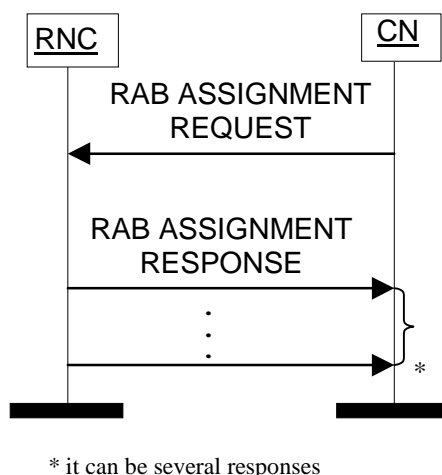 RNC
CN
RAB ASSIGNMENT
REQUEST
RAB ASSIGNMENT
RESPONSE
*
* it can be several responses